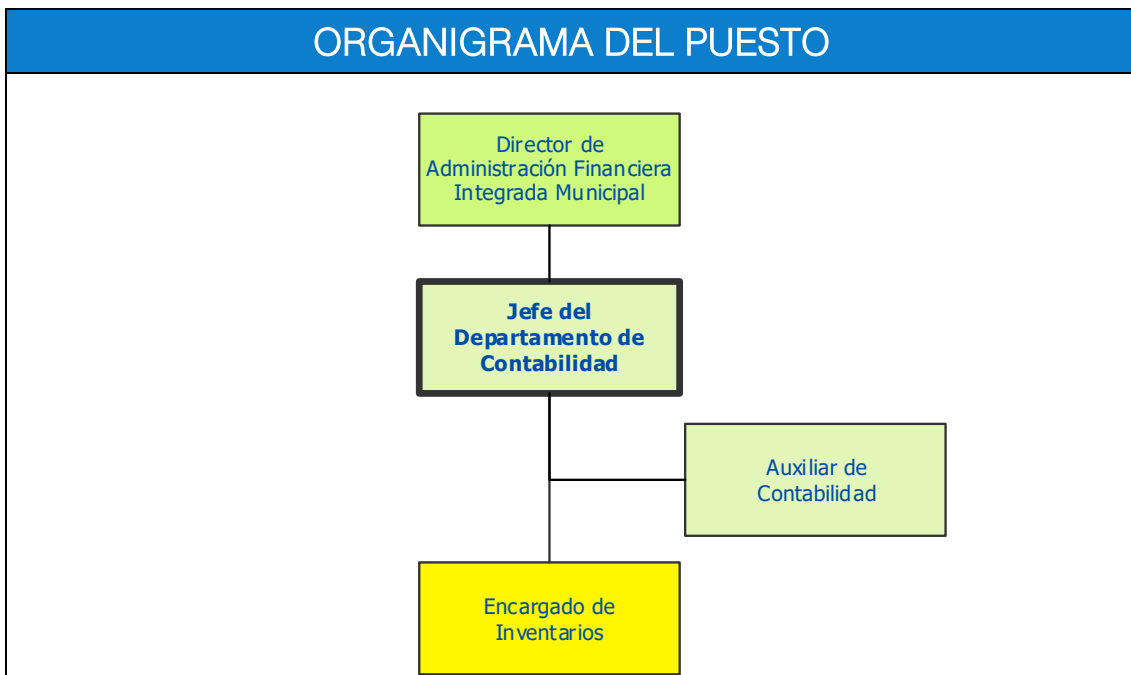 ORGANIGRAMA DEL PUESTO
Director de
Administración Financiera
Integrada Municipal
Jefe del
Departamento de
Contabilidad
Auxiliar de
Contabilidad
Encargado de
Inventarios